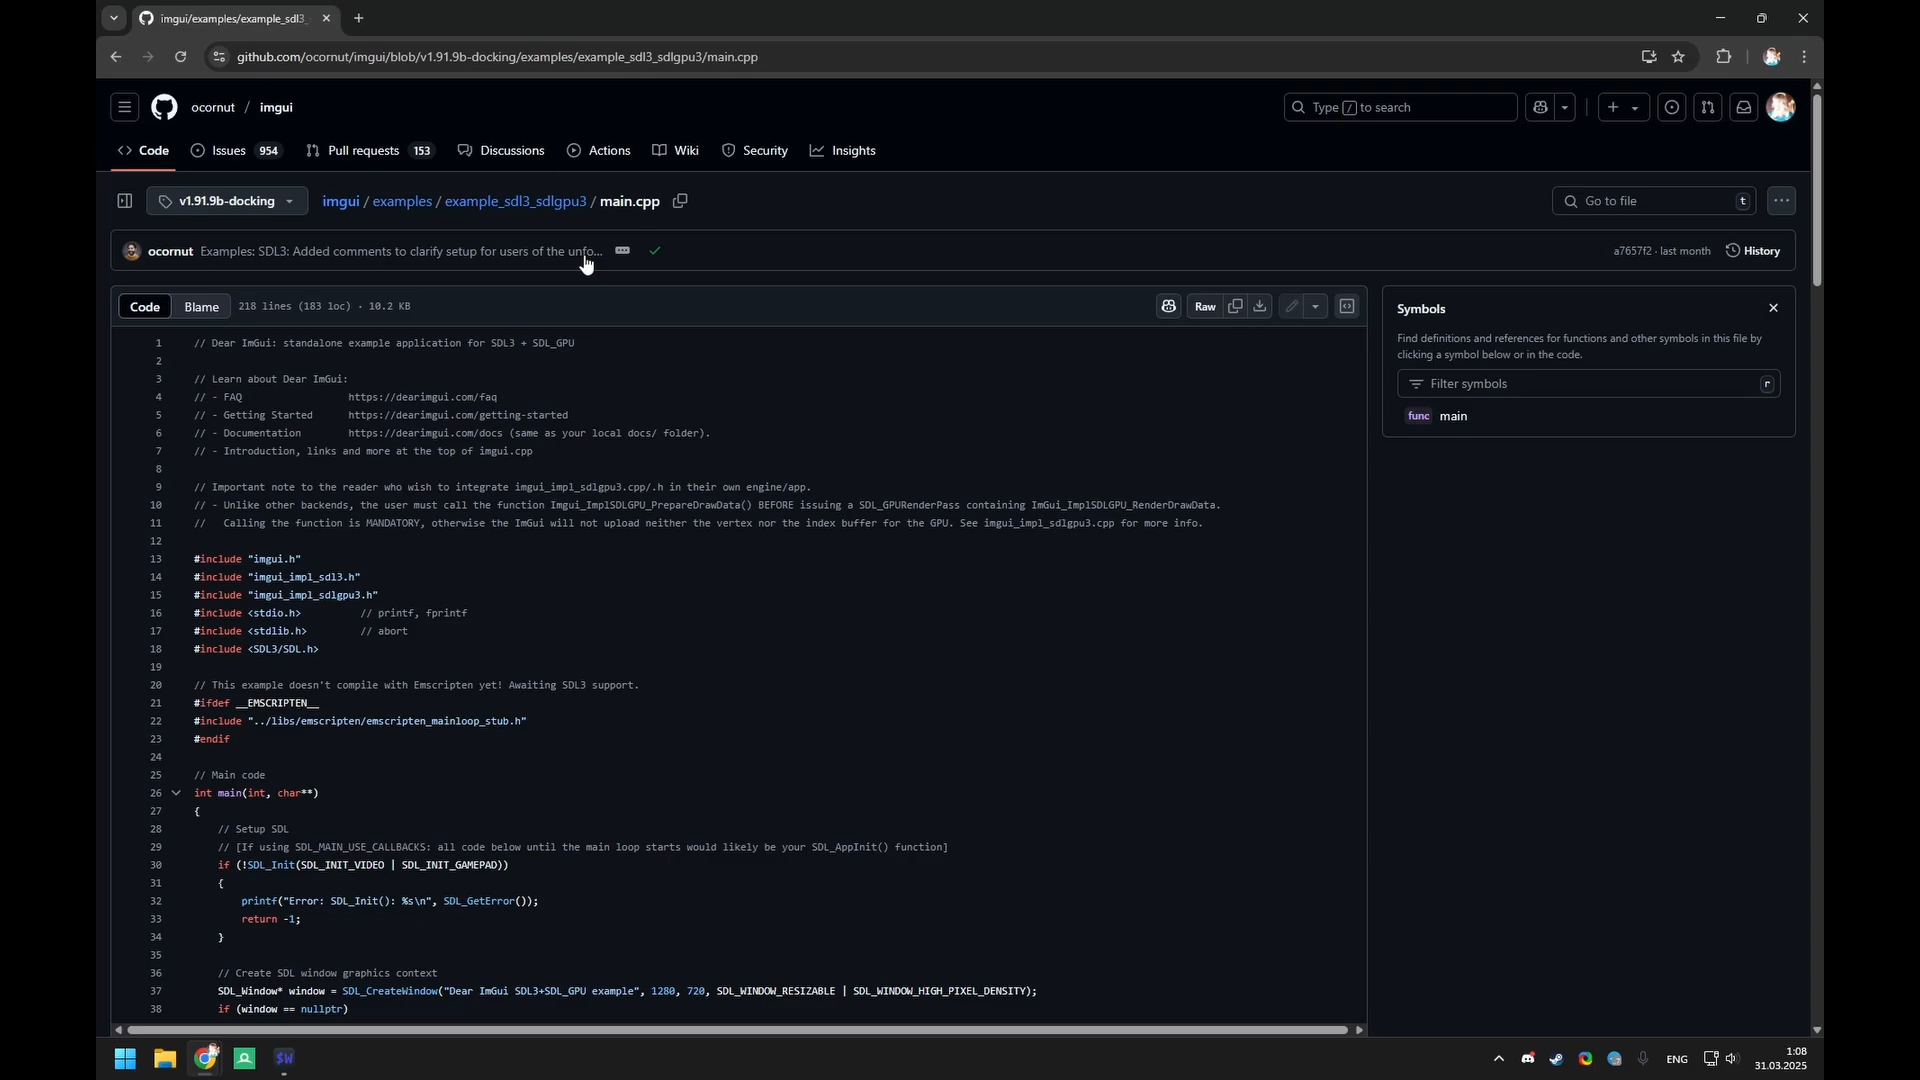 imgui/examples/example_sdl3_
github.com/ocornut/imgui/blob/v1.91.9b-docking/examples/example_sdl3_sdlgpu3/main.cpp
ocornut / imgui
Type / to search
Code
Issues 954
Pull requests 153
Discussions
Actions
Wiki
Security
Insights
v1.91.9b-docking
imgui / examples / example_sdl3_sdlgpu3 / main.cpp
Go to file
t
ocornut Examples: SDL3: Added comments to clarify setup for users of the unfo...
a7657f2 · last month
History
Code
Blame
218 lines (183 loc) · 10.2 KB
Raw
1 // Dear ImGui: standalone example application for SDL3 + SDL_GPU
2
3 // Learn about Dear ImGui:
4 // - FAQ https://dearimgui.com/faq
5 // - Getting Started https://dearimgui.com/getting-started
6 // - Documentation https://dearimgui.com/docs (same as your local docs/ folder).
7 // - Introduction, links and more at the top of imgui.cpp
8
9 // Important note to the reader who wish to integrate imgui_impl_sdlgpu3.cpp/.h in their own engine/app.
10 // - Unlike other backends, the user must call the function Imgui_ImplSDLGPU_PrepareDrawData() BEFORE issuing a SDL_GPURenderPass containing ImGui_ImplSDLGPU_RenderDrawData.
11 // Calling the function is MANDATORY, otherwise the ImGui will not upload neither the vertex nor the index buffer for the GPU. See imgui_impl_sdlgpu3.cpp for more info.
12
13 #include "imgui.h"
14 #include "imgui_impl_sdl3.h"
15 #include "imgui_impl_sdlgpu3.h"
16 #include <stdio.h> // printf, fprintf
17 #include <stdlib.h> // abort
18 #include <SDL3/SDL.h>
19
20 // This example doesn't compile with Emscripten yet! Awaiting SDL3 support.
21 #ifdef __EMSCRIPTEN__
22 #include "../libs/emscripten/emscripten_mainloop_stub.h"
23 #endif
24
25 // Main code
26 int main(int, char**)
27 {
28 // Setup SDL
29 // [If using SDL_MAIN_USE_CALLBACKS: all code below until the main loop starts would likely be your SDL_AppInit() function]
30 if (!SDL_Init(SDL_INIT_VIDEO | SDL_INIT_GAMEPAD))
31 {
32 printf("Error: SDL_Init(): %s\n", SDL_GetError());
33 return -1;
34 }
35
36 // Create SDL window graphics context
37 SDL_Window* window = SDL_CreateWindow("Dear ImGui SDL3+SDL_GPU example", 1280, 720, SDL_WINDOW_RESIZABLE | SDL_WINDOW_HIGH_PIXEL_DENSITY);
38 if (window == nullptr)
Symbols
Find definitions and references for functions and other symbols in this file by
clicking a symbol below or in the code.
Filter symbols
r
func main
$W
ENG
1:08
31.03.2025